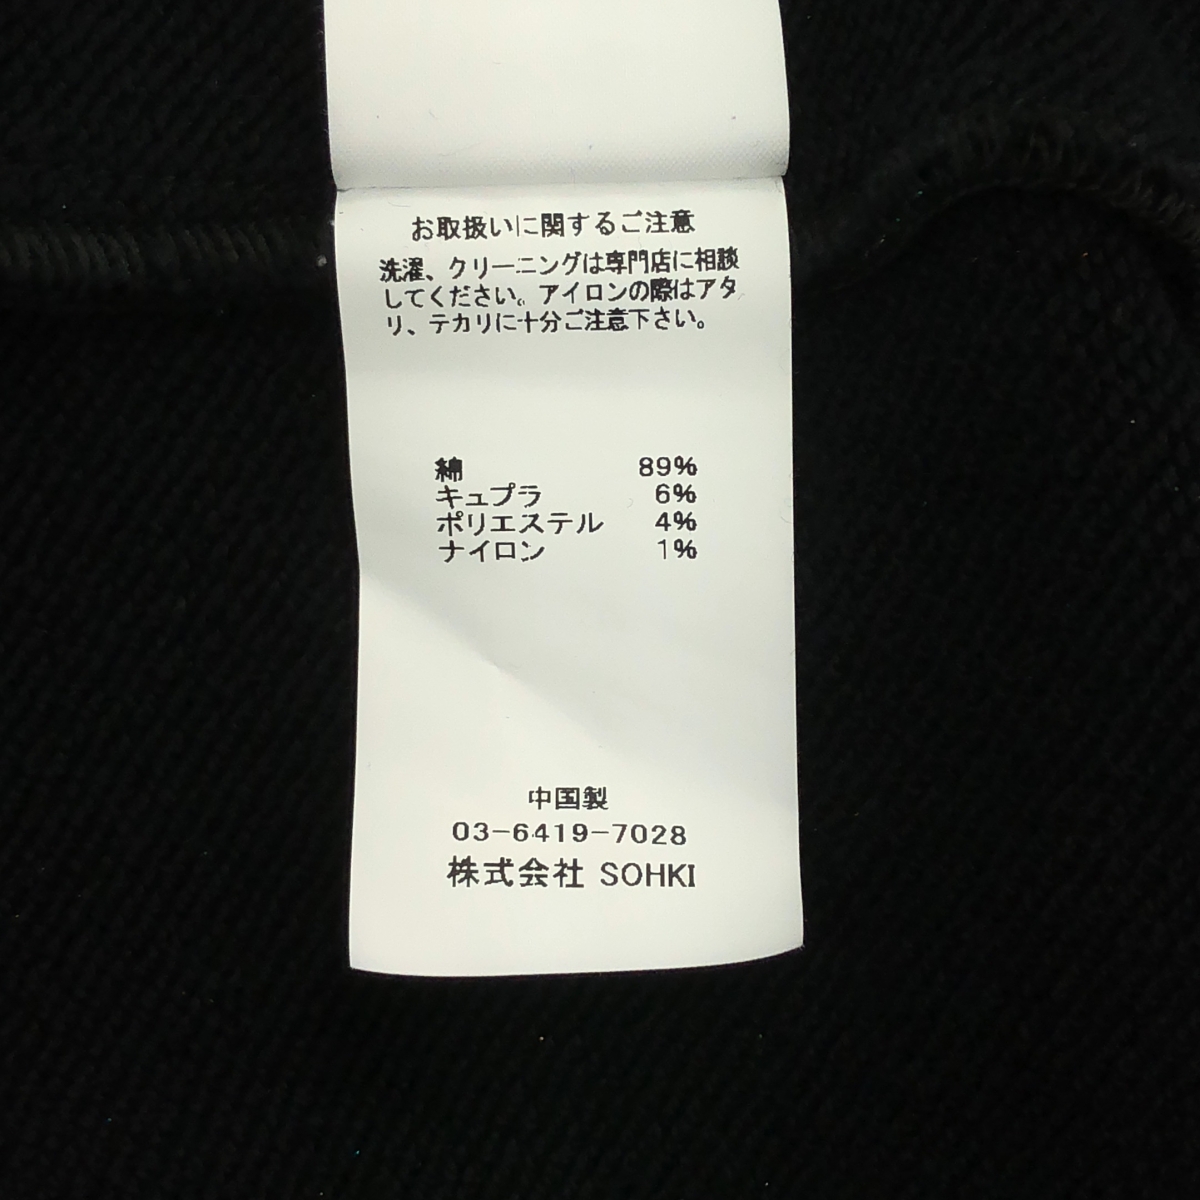 お取扱いに関するご注意
洗濯、クリーニングは専門店に相談
してください。アイロンの際はアタ
リ、テカリに十分ご注意下さい。
綿 89%
キュプラ 6%
ポリエステル 4%
ナイロン 1%
中国製
03-6419-7028
株式会社 SOHKI